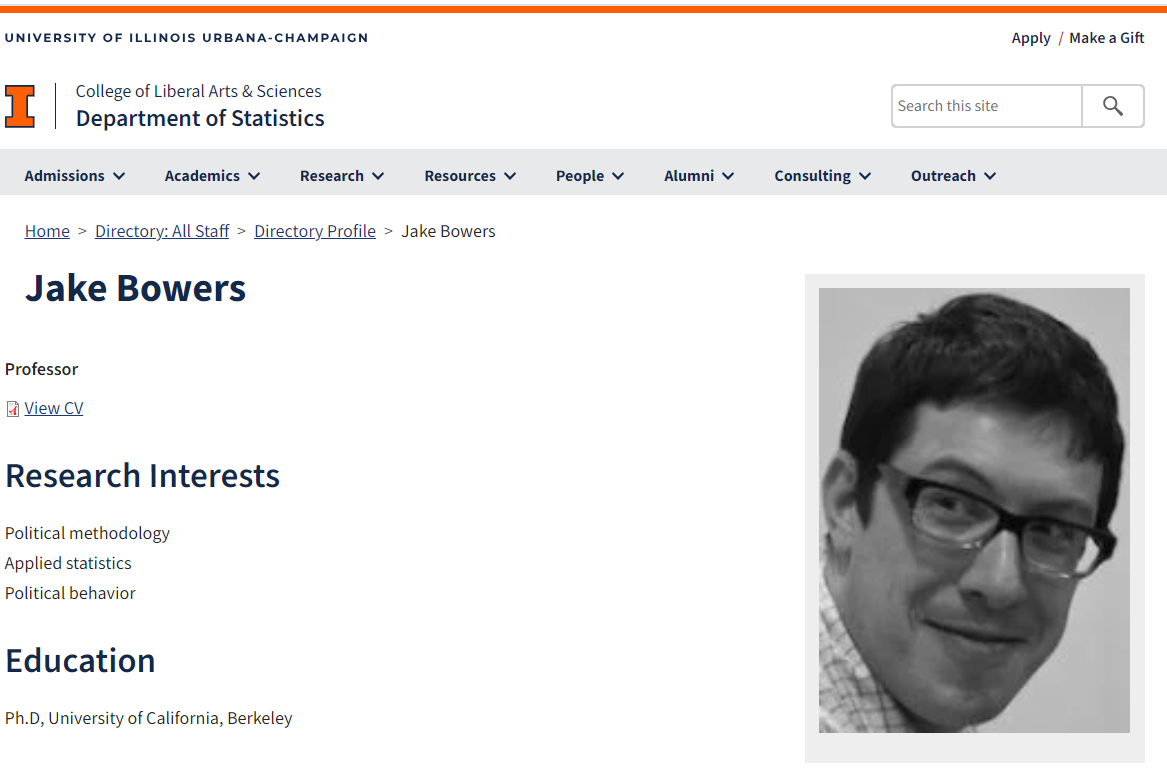 UNIVERSITY OF ILLINOIS URBANA-CHAMPAIGN
Apply / Make a Gift
I
College of Liberal Arts & Sciences
Department of Statistics
Search this site
Admissions Academics Research Resources People Alumni Consulting Outreach
Home > Directory: All Staff > Directory Profile > Jake Bowers
Jake Bowers
Professor
View CV
Research Interests
Political methodology
Applied statistics
Political behavior
Education
Ph.D, University of California, Berkeley